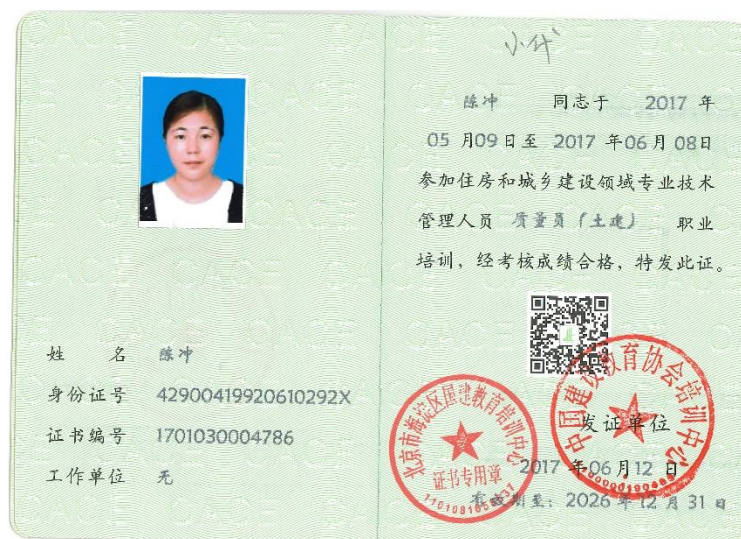 姓 名 陈冲
身份证号 42900419920610292X
证书编号 1701030004786
工作单位 无
陈冲 同志于 2017 年
05 月09日至 2017 年06月08日
参加住房和城乡建设领域专业技术
管理人员 质量员（土建） 职业
培训，经考核成绩合格，特发此证。
中国建设教育协会培训中心
北京市海淀区国建教育培训中心
证书专用章
发证单位
2017 年06月12日
有效期至：2026 年12月31日